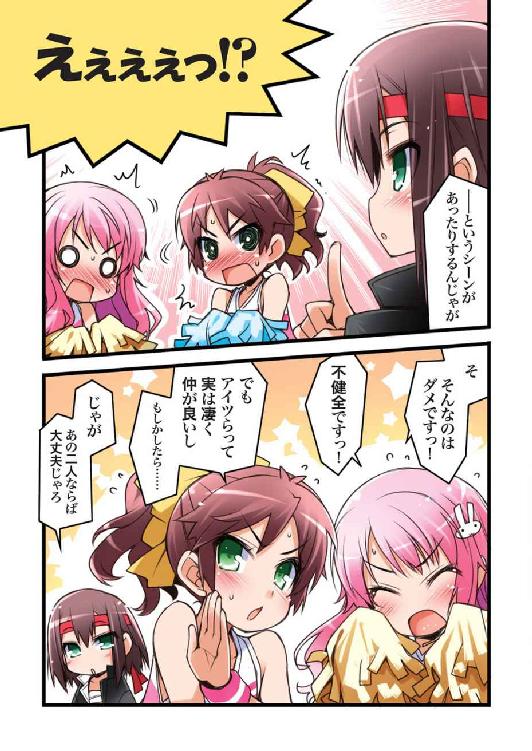 えぇぇぇっ!?
――というシーンが
あったりするんじゃが
そ
そんなのは
ダメですっ!
不健全ですっ!
でも
アイツらって
実は凄く
仲が良いし
もしかしたら……
じゃが
あの二人ならば
大丈夫じゃろ